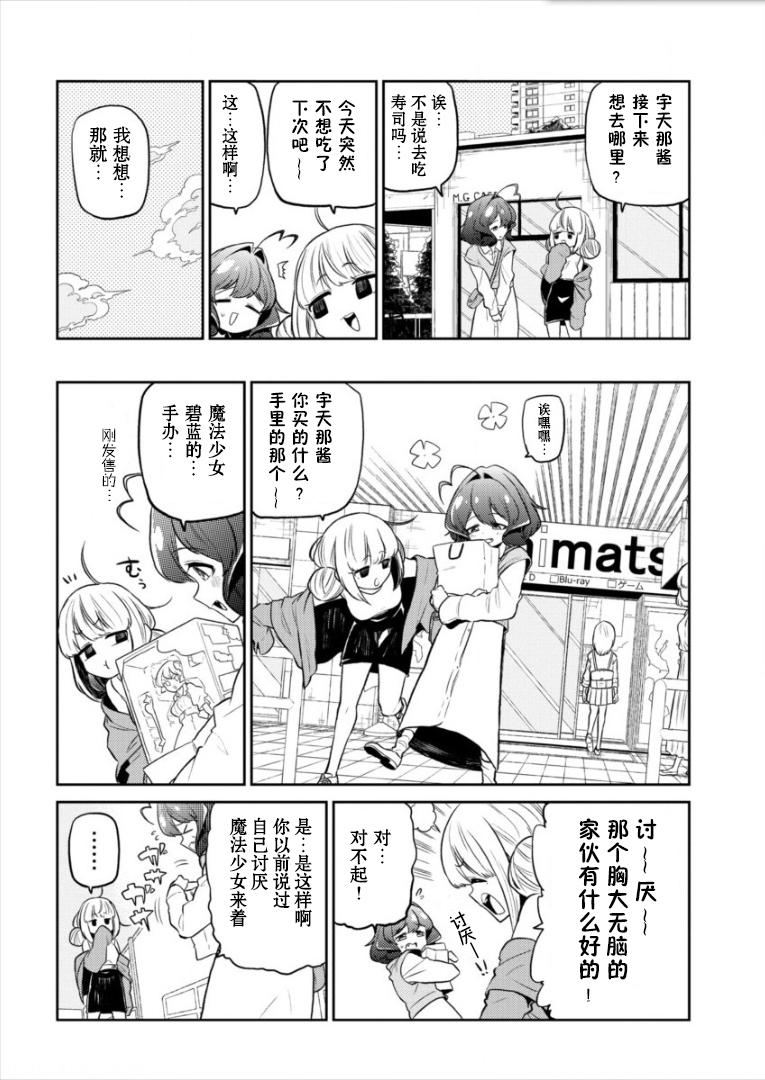 宇天那酱
接下来
想去哪里？
诶…
不是说去吃
寿司吗…
M.G CAFE
今天突然
不想吃了
下次吧～
这…这样啊…
我想想…
那就…
诶嘿嘿…
imats
D
□Blu-ray
□ゲーム
宇天那酱
你买的什么？
手里的那个～
魔法少女
碧蓝的…
手办…
刚发售的…
むぅ
讨～厌～
那个胸大无脑的
家伙有什么好的！
对…
对不起！
讨厌——!!
是…是这样啊
你以前说过
自己讨厌
魔法少女来着
……